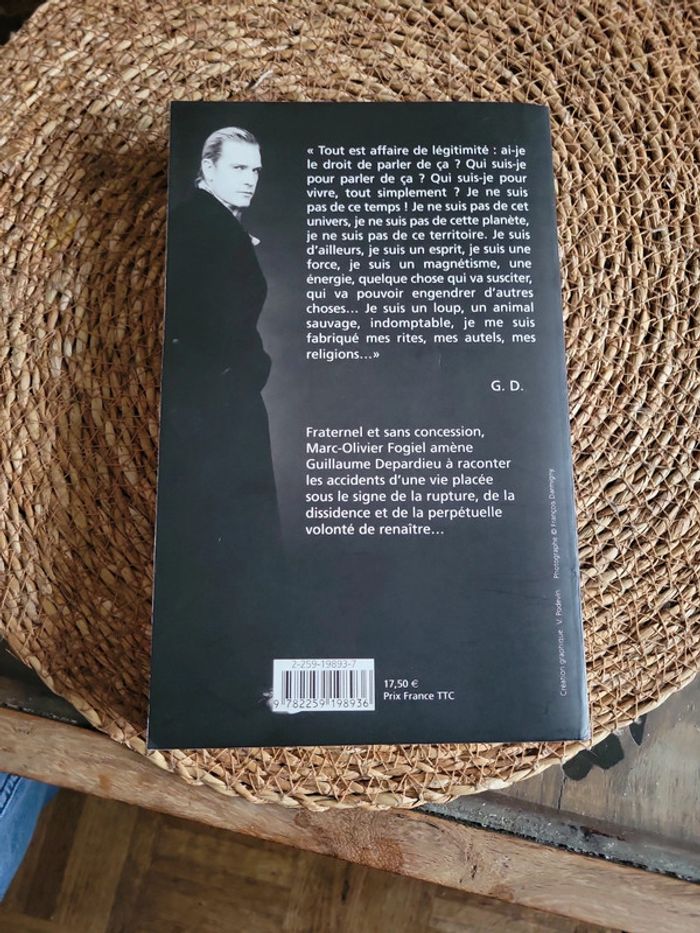 « Tout est affaire de légitimité : ai-je
le droit de parler de ça ? Qui suis-je
pour parler de ça ? Qui suis-je pour
vivre, tout simplement ? Je ne suis
pas de ce temps ! Je ne suis pas de cet
univers, je ne suis pas de cette planète,
je ne suis pas de ce territoire. Je suis
d'ailleurs, je suis un esprit, je suis une
force, je suis un magnétisme, une
énergie, quelque chose qui va susciter,
qui va pouvoir engendrer d'autres
choses... Je suis un loup, un animal
sauvage, indomptable, je me suis
fabriqué mes rites, mes autels, mes
religions...»
G. D.
Fraternel et sans concession,
Marc-Olivier Fogiel amène
Guillaume Depardieu à raconter
les accidents d'une vie placée
sous le signe de la rupture, de la
dissidence et de la perpétuelle
volonté de renaître...
Création graphique : V. Podevin Photographe © François Darmigny
2-259-19893-7
9 782259 198936
17,50 €
Prix France TTC